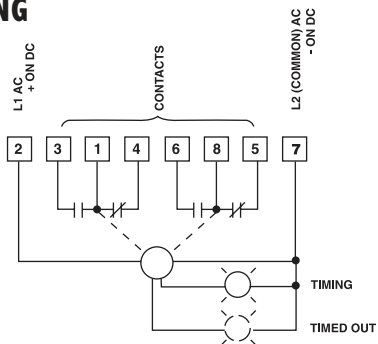 NG
L1 AC
+ ON DC
CONTACTS
L2 (COMMON) AC
- ON DC
2 3 1 4 6 8 5 7
TIMING
TIMED OUT